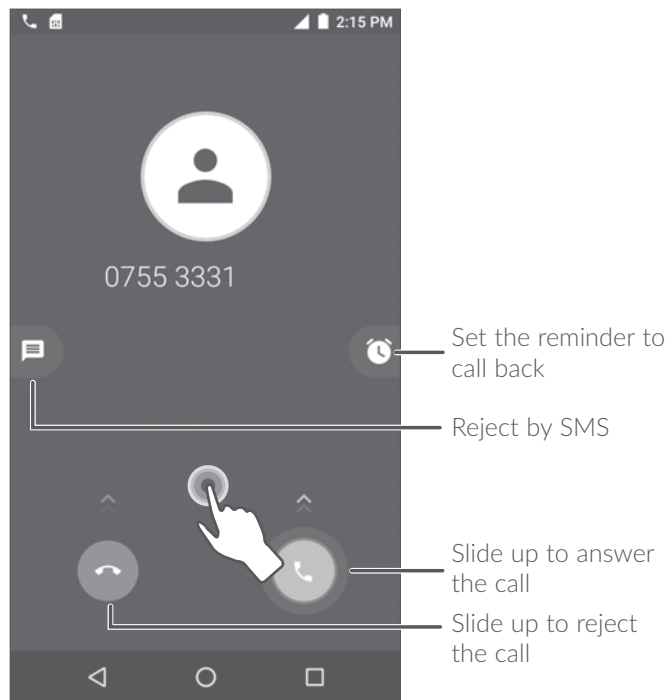 2:15 PM
0755 3331
Set the reminder to
call back
Reject by SMS
Slide up to answer
the call
Slide up to reject
the call